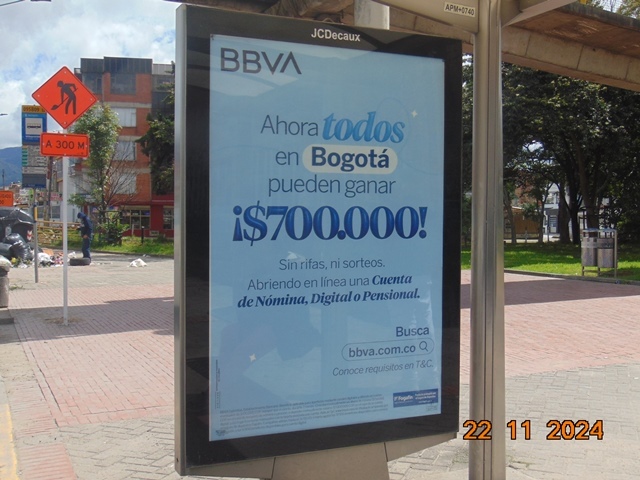 APM+0740
JCDecaux
BBVA
Ahora todos
en Bogotá
pueden ganar
¡$700.000!
Sin rifas, ni sorteos.
Abriendo en línea una Cuenta
de Nómina, Digital o Pensional.
Busca
bbva.com.co
Conoce requisitos en T&C.
A 300 M
22 11 2024